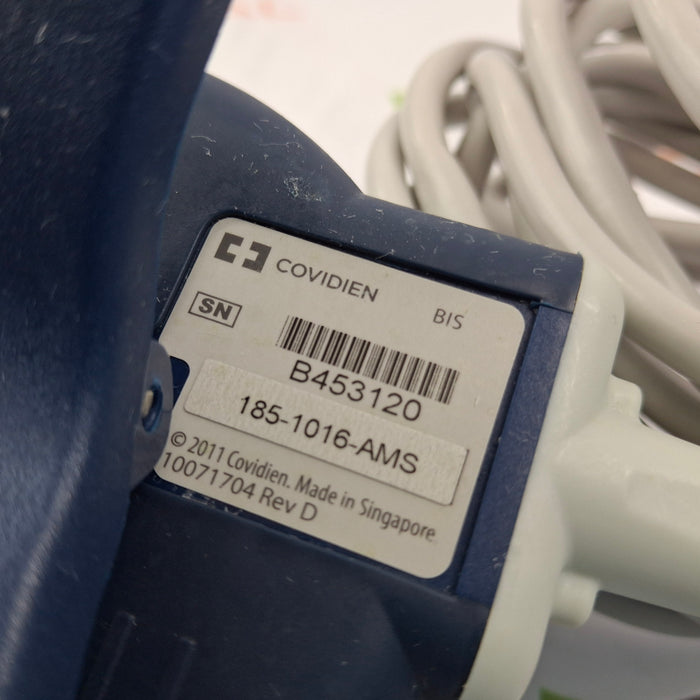 COVIDIEN
BIS
SN
B453120
185-1016-AMS
© 2011 Covidien. Made in Singapore
10071704 Rev D